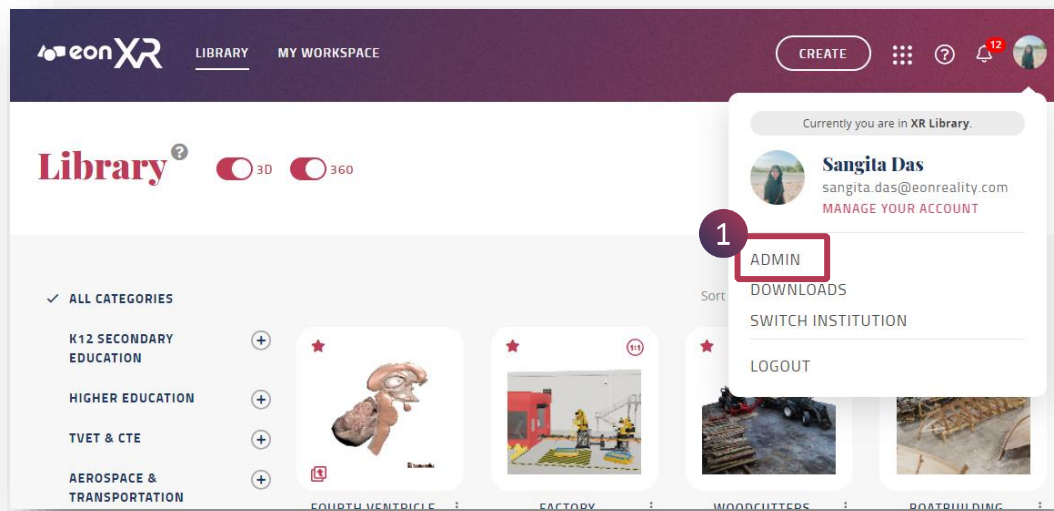 eonXR LIBRARY MY WORKSPACE CREATE ? 12
Currently you are in XR Library.
Library ? 3D 360
Sangita Das
sangita.das@eonreality.com
MANAGE YOUR ACCOUNT
1
ADMIN
DOWNLOADS
SWITCH INSTITUTION
LOGOUT
Sort
ALL CATEGORIES
K12 SECONDARY
EDUCATION
HIGHER EDUCATION
TVET & CTE
AEROSPACE &
TRANSPORTATION
1:1
FOURTH VENTRICLE FACTORY WOODCUTTERS BOATBUILDING